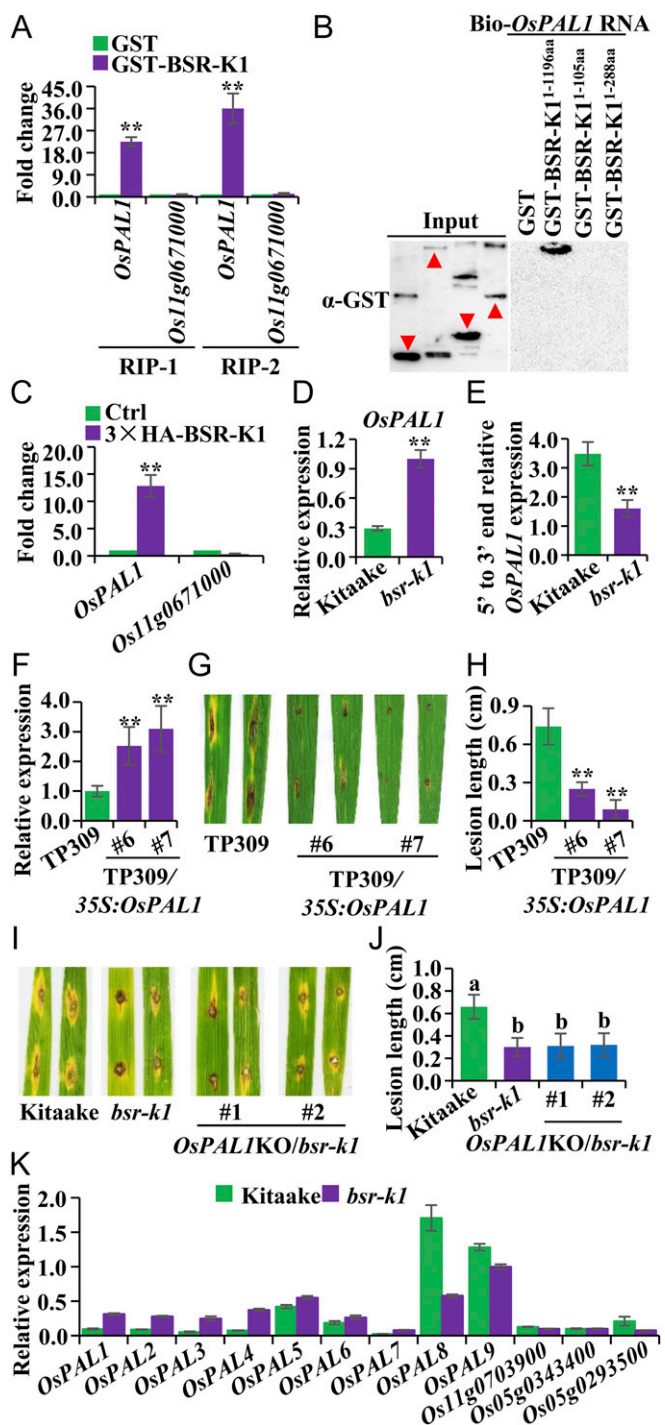 A
GST
GST-BSR-K1
Fold change
45.0
36.0
27.0
18.0
9.0
0.0
**
**
OsPAL1
Os11g0671000
OsPAL1
Os11g0671000
RIP-1
RIP-2
B
Bio-OsPAL1 RNA
GST
GST-BSR-K1 1-1196aa
GST-BSR-K1 1-105aa
GST-BSR-K1 1-288aa
Input
α-GST
C
Ctrl
3×HA-BSR-K1
Fold change
20.0
15.0
10.0
5.0
0.0
**
OsPAL1
Os11g0671000
D
OsPAL1
Relative expression
1.2
0.9
0.6
0.3
0.0
**
Kitaake
bsr-k1
E
5' to 3' end relative
OsPAL1 expression
4.0
3.0
2.0
1.0
0.0
**
Kitaake
bsr-k1
F
Relative expression
4.0
3.0
2.0
1.0
0.0
**
**
TP309
#6
#7
TP309/
35S:OsPAL1
G
TP309
#6
#7
TP309/
35S:OsPAL1
H
Lesion length (cm)
0.9
0.6
0.3
0.0
**
**
TP309
#6
#7
TP309/
35S:OsPAL1
I
Kitaake
bsr-k1
#1
#2
OsPAL1KO/bsr-k1
J
Lesion length (cm)
1.0
0.8
0.6
0.4
0.2
0.0
a
b
b
b
Kitaake
bsr-k1
#1
#2
OsPAL1KO/bsr-k1
K
Relative expression
2.0
1.5
1.0
0.5
0.0
Kitaake
bsr-k1
OsPAL1
OsPAL2
OsPAL3
OsPAL4
OsPAL5
OsPAL6
OsPAL7
OsPAL8
OsPAL9
Os11g0703900
Os05g0343400
Os05g0293500